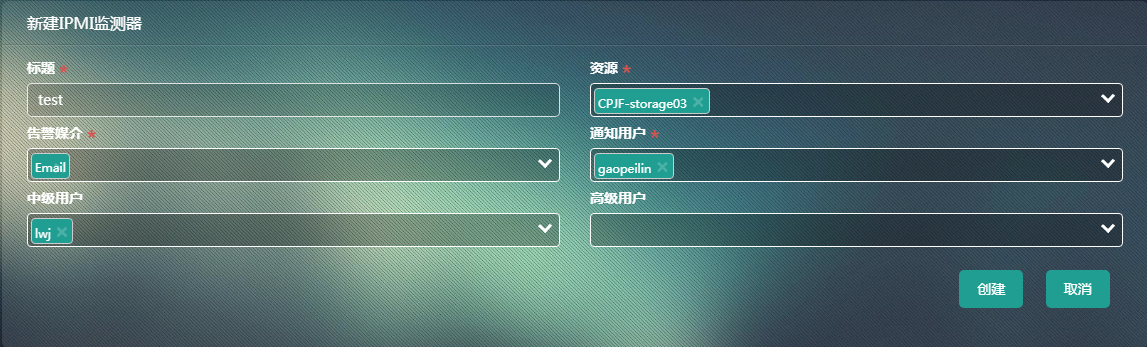 新建IPMI监测器
标题 *
资源 *
test
CPJF-storage03 ×
告警媒介 *
通知用户 *
Email
gaopeilin ×
中级用户
高级用户
lwj ×
创建
取消